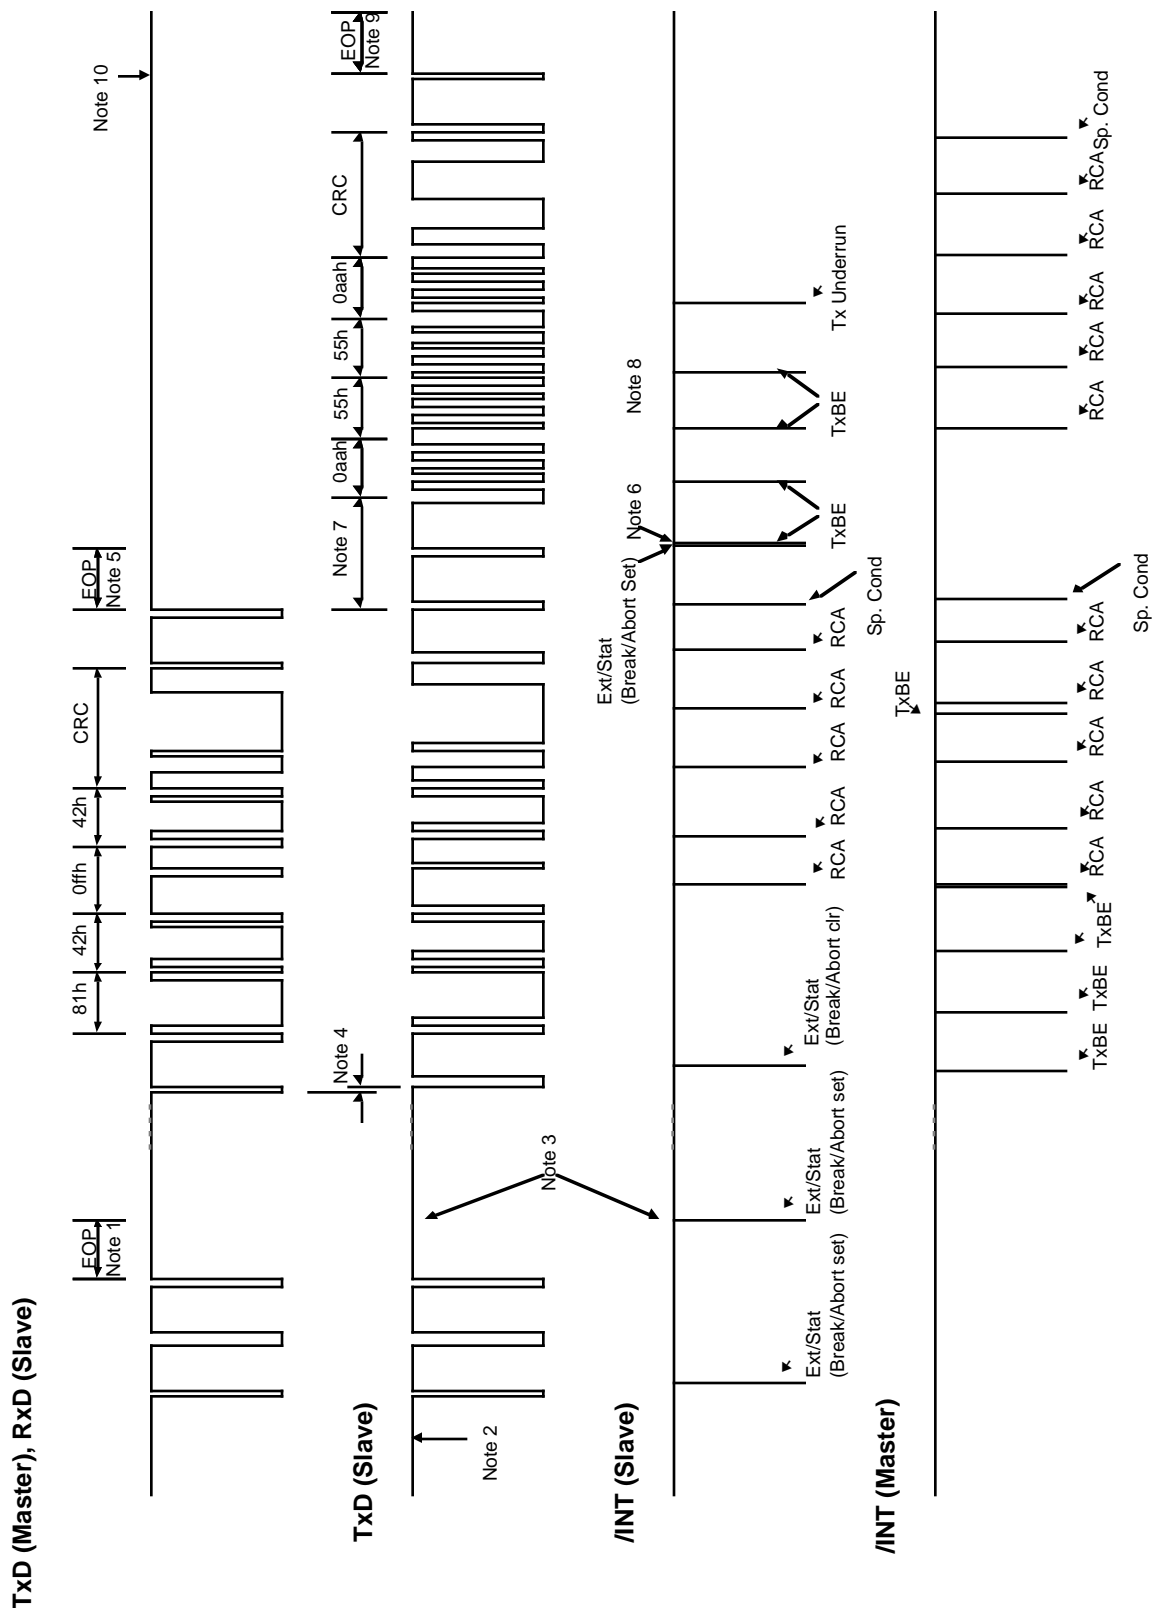 TxD (Master), RxD (Slave)
EOP
Note 1
81h
42h
0ffh
42h
CRC
EOP
Note 5
Note 10
TxD (Slave)
Note 2
Note 3
Note 4
Note 7
0aah
55h
55h
0aah
CRC
EOP
Note 9
/INT (Slave)
Ext/Stat
(Break/Abort set)
Ext/Stat
(Break/Abort set)
Ext/Stat
(Break/Abort clr)
RCA
RCA
RCA
RCA
RCA
Sp. Cond
Ext/Stat
(Break/Abort Set)
Note 6
TxBE
Note 8
TxBE
Tx Underrun
/INT (Master)
TxBE
TxBE
TxBE
RCA
RCA
RCA
TxBE
RCA
RCA
Sp. Cond
RCA
RCA
RCA
RCA
RCA
Sp. Cond